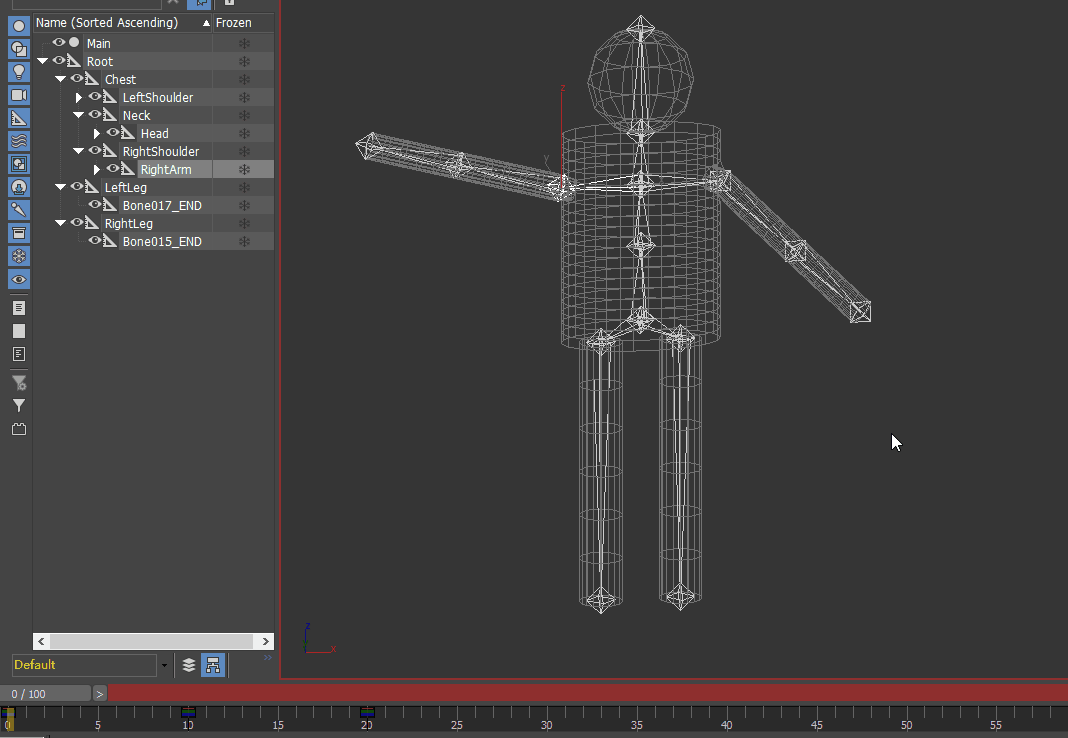 Name (Sorted Ascending) Frozen
Main
Root
Chest
LeftShoulder
Neck
Head
RightShoulder
RightArm
LeftLeg
Bone017_END
RightLeg
Bone015_END
z
y
z
x
Default
0 / 100 >
0 5 10 15 20 25 30 35 40 45 50 55